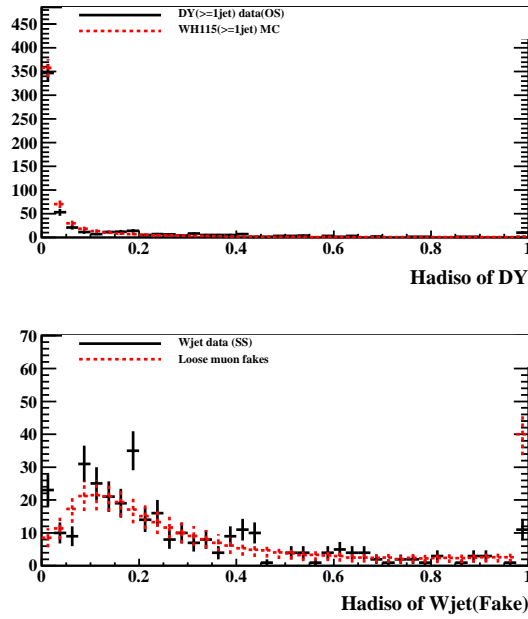 450
400
350
300
250
200
150
100
50
0
DY(>=1jet) data(OS)
WH115(>=1jet) MC
0 0.2 0.4 0.6 0.8 1
Hadiso of DY
70
60
50
40
30
20
10
0
Wjet data (SS)
Loose muon fakes
0 0.2 0.4 0.6 0.8 1
Hadiso of Wjet(Fake)